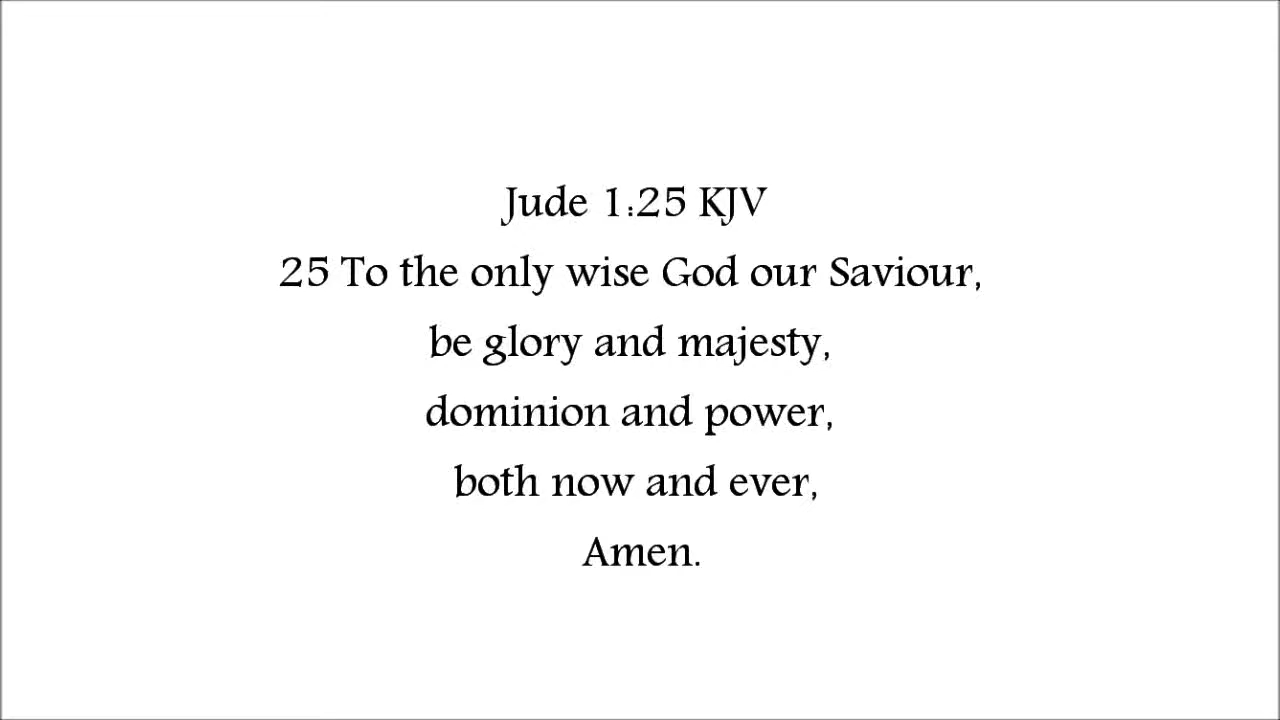 Jude 1:25 KJV
25 To the only wise God our Saviour,
be glory and majesty,
dominion and power,
both now and ever,
Amen.